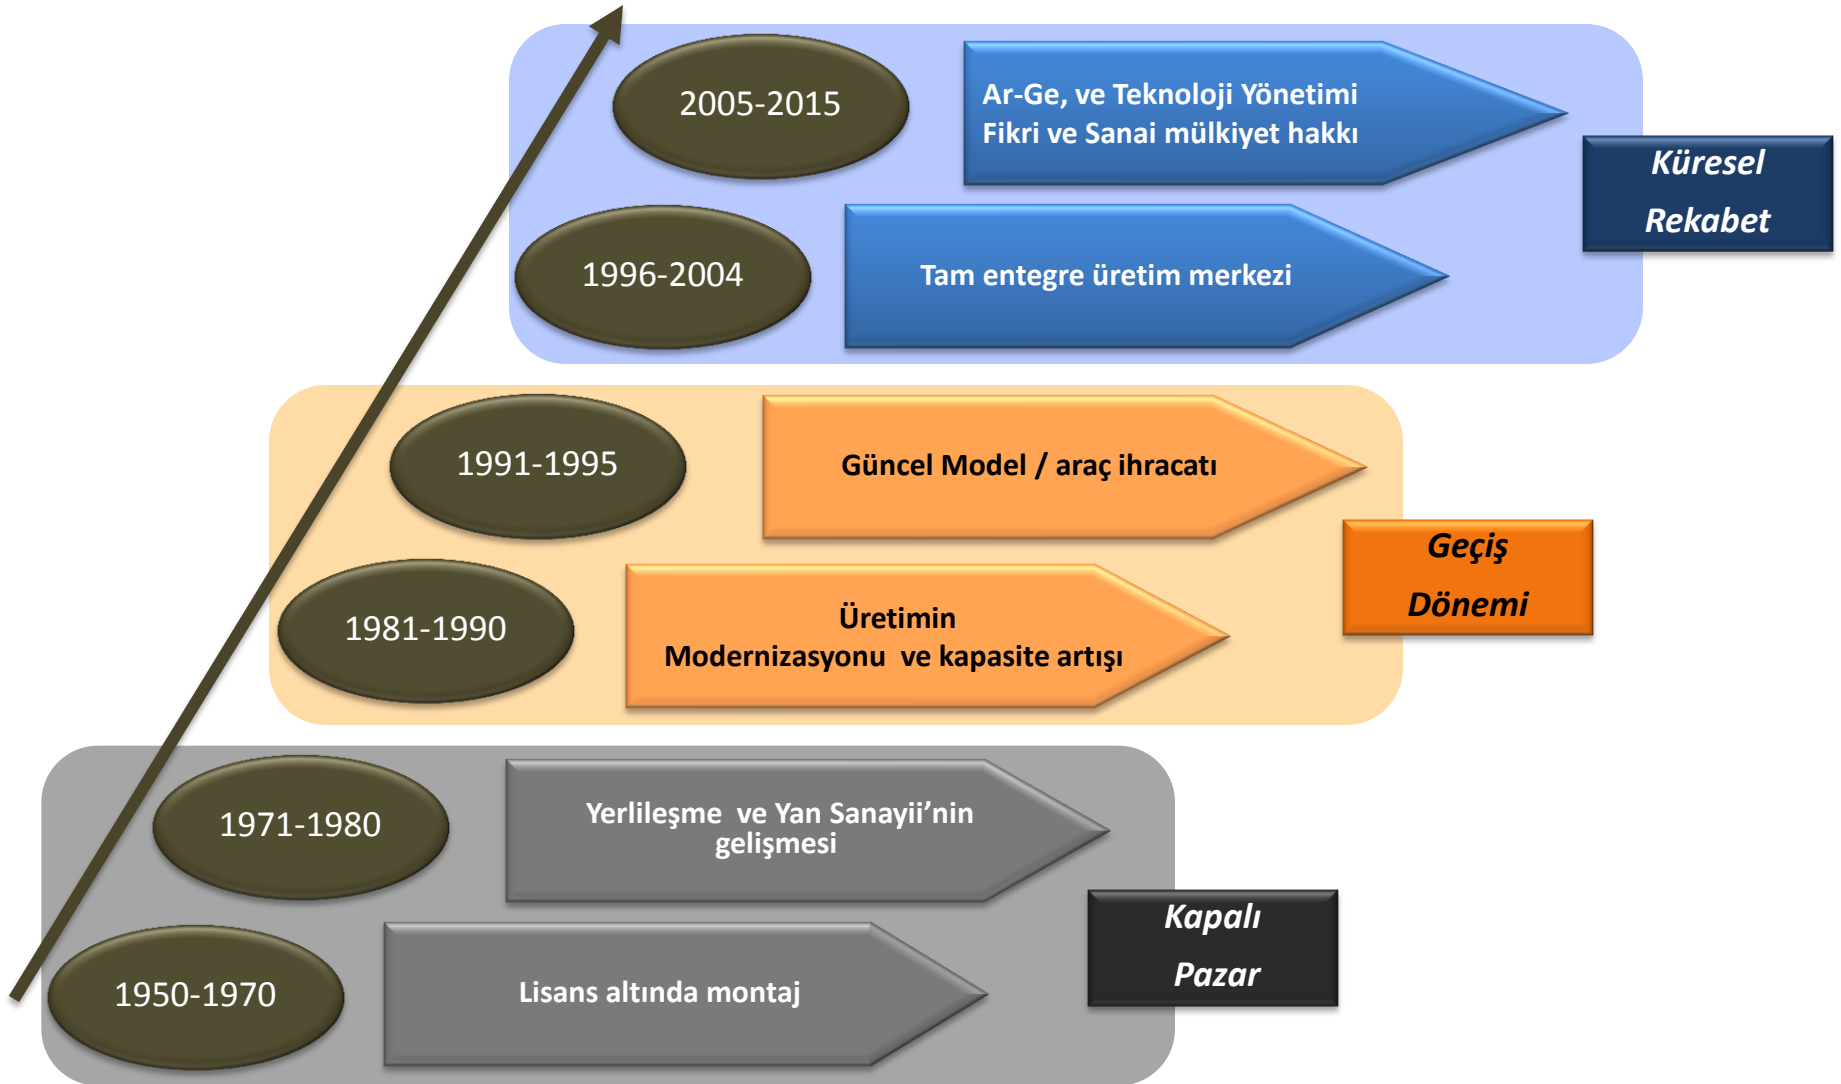 2005-2015
Ar-Ge, ve Teknoloji Yönetimi
Fikri ve Sanai mülkiyet hakkı
Küresel
Rekabet
1996-2004
Tam entegre üretim merkezi
1991-1995
Güncel Model / araç ihracatı
Geçiş
Dönemi
1981-1990
Üretimin
Modernizasyonu  ve kapasite artışı
1971-1980
Yerlileşme  ve Yan Sanayii’nin
gelişmesi
Kapalı
Pazar
1950-1970
Lisans altında montaj